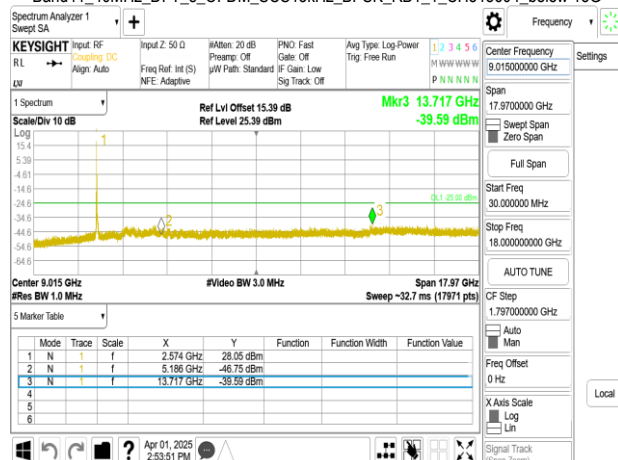 Spectrum Analyzer 1
Swept SA
Frequency
KEYSIGHT
RL
LXI
Input: RF
Coupling: DC
Align: Auto
Input Z: 50 Ω
Freq Ref: Int (S)
NFE: Adaptive
#Atten: 20 dB
Preamp: Off
µW Path: Standard
PNO: Fast
Gate: Off
IF Gain: Low
Sig Track: Off
Avg Type: Log-Power
Trig: Free Run
1 2 3 4 5 6
M W W W W W
P N N N N N
1 Spectrum
Scale/Div 10 dB
Ref Lvl Offset 15.39 dB
Ref Level 25.39 dBm
Mkr3 13.717 GHz
-39.59 dBm
Log
15.4
5.39
-4.61
-14.6
-24.6
-34.6
-44.6
-54.6
-64.6
1
2
3
DL1 -25.00 dBm
Center 9.015 GHz
#Video BW 3.0 MHz
Span 17.97 GHz
#Res BW 1.0 MHz
Sweep ~32.7 ms (17971 pts)
5 Marker Table
Mode Trace Scale X Y Function Function Width Function Value
1 N 1 f 2.574 GHz 28.05 dBm
2 N 1 f 5.186 GHz -46.75 dBm
3 N 1 f 13.717 GHz -39.59 dBm
4
5
6
?
Apr 01, 2025
2:53:51 PM
Center Frequency
9.015000000 GHz
Settings
Span
17.9700000 GHz
Swept Span
Zero Span
Full Span
Start Freq
30.000000 MHz
Stop Freq
18.000000000 GHz
AUTO TUNE
CF Step
1.797000000 GHz
Auto
Man
Freq Offset
0 Hz
X Axis Scale
Log
Lin
Local
Signal Track